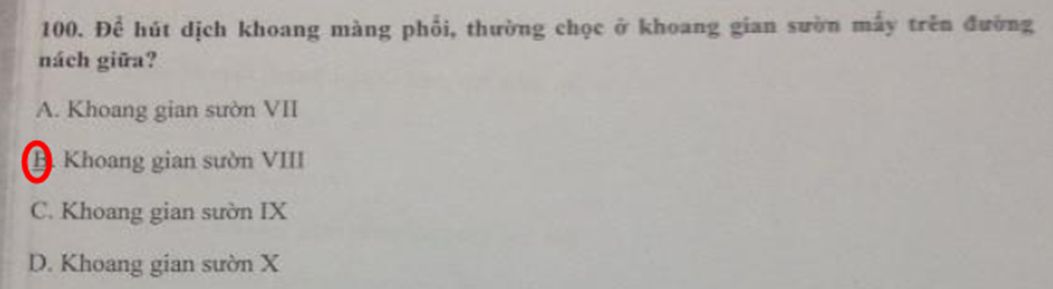 100. Để hút dịch khoang màng phổi, thường chọc ở khoang gian sườn mấy trên đường
nách giữa?
A. Khoang gian sườn VII
B. Khoang gian sườn VIII
C. Khoang gian sườn IX
D. Khoang gian sườn X